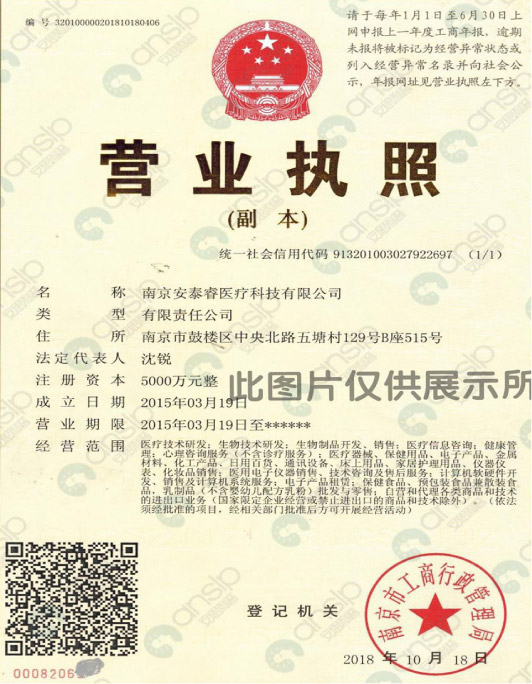 编 号 320100000201810180406
请于每年1月1日至6月30日上
网申报上一年度工商年报，逾期
未报将被标记为经营异常状态或
列入经营异常名录并向社会公
示，年报网址见营业执照左下方。
营业执照
(副 本)
统一社会信用代码 913201003027922697 (1/1)
名 称 南京安泰睿医疗科技有限公司
类 型 有限责任公司
住 所 南京市鼓楼区中央北路五塘村129号B座515号
法定代表人 沈锐
注 册 资 本 5000万元整
此图片仅供展示所
成 立 日 期 2015年03月19日
营 业 期 限 2015年03月19日至******
经 营 范 围 医疗技术研发；生物技术研发；生物制品开发、销售；医疗信息咨询；健康管
理；心理咨询服务（不含诊疗服务）；医疗器械、保健用品、电子产品、金属
材料、化工产品、日用百货、通讯设备、床上用品、家居护理用品、仪器仪
表、化妆品销售；医用电子仪器销售、技术咨询及售后服务；计算机软硬件开
发、销售及计算机系统服务；电子产品租赁；保健食品、预包装食品兼散装食
品，乳制品（不含婴幼儿配方乳粉）批发与零售；自营和代理各类商品和技术
的进出口业务（国家限定企业经营或禁止进出口的商品和技术除外）。（依法
须经批准的项目，经相关部门批准后方可开展经营活动）
登 记 机 关
南京市工商行政管理局
2018 年 10 月 18 日
0008206
anslp